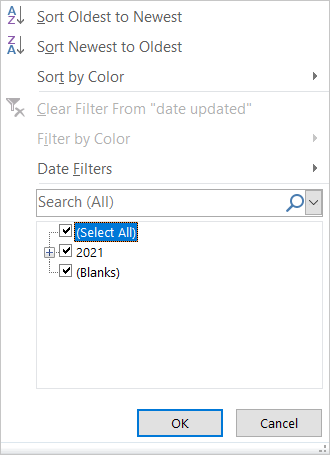 Sort Oldest to Newest
Sort Newest to Oldest
Sort by Color
Clear Filter From "date updated"
Filter by Color
Date Filters
Search (All)
(Select All)
2021
(Blanks)
OK
Cancel